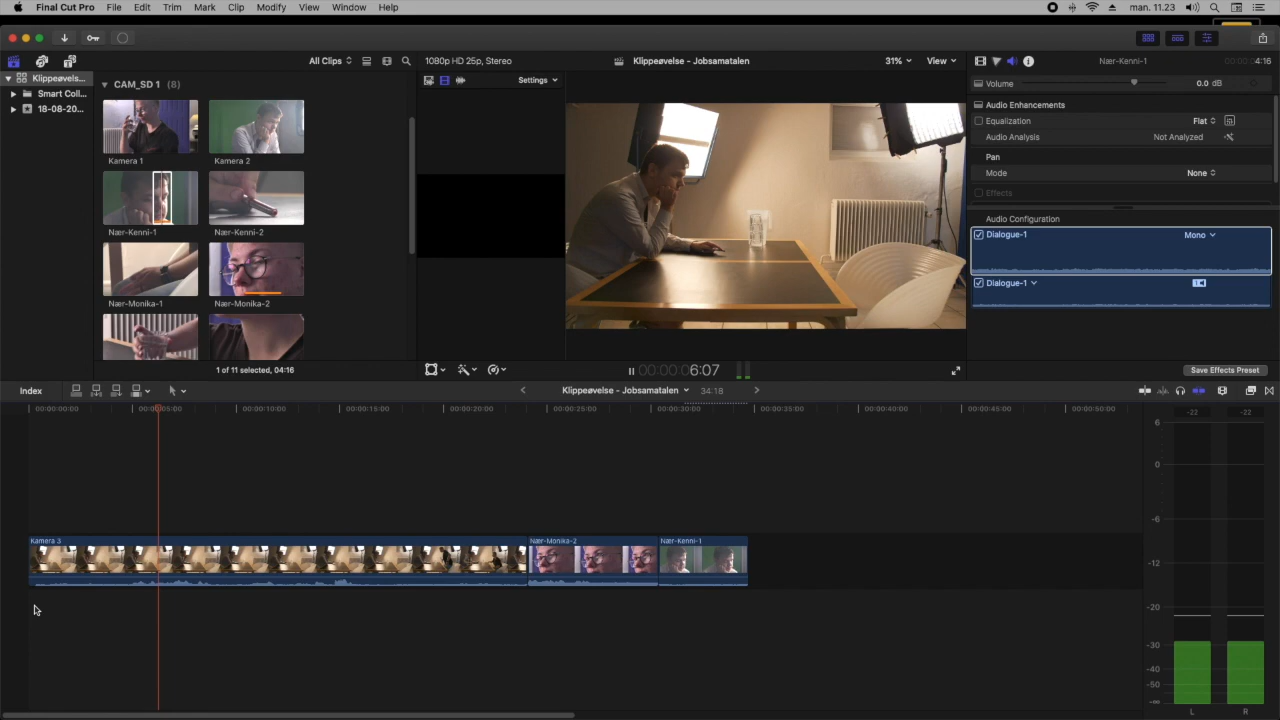 Final Cut Pro File Edit Trim Mark Clip Modify View Window Help man. 11.23
All Clips 1080p HD 25p, Stereo Klippeøvelse - Jobsamatalen 31% View Nær-Kenni-1 4:16
Klippeøvels... CAM_SD 1 (8) Settings Volume 0.0 dB
Smart Coll...
18-08-20...
Audio Enhancements
Equalization Flat
Audio Analysis Not Analyzed
Pan
Mode None
Effects
Audio Configuration
Dialogue-1 Mono
Dialogue-1
Kamera 1 Kamera 2
Nær-Kenni-1 Nær-Kenni-2
Nær-Monika-1 Nær-Monika-2
1 of 11 selected, 04:16 00:00:00:06:07 Save Effects Preset
Index Klippeøvelse - Jobsamatalen 34:18
00:00:00:00 00:00:05:00 00:00:10:00 00:00:15:00 00:00:20:00 00:00:25:00 00:00:30:00 00:00:35:00 00:00:40:00 00:00:45:00 00:00:50:00 -22 -22
6
0
-6
Kamera 3 Nær-Monika-2 Nær-Kenni-1
-12
-20
-30
-40
-50
-∞
L R